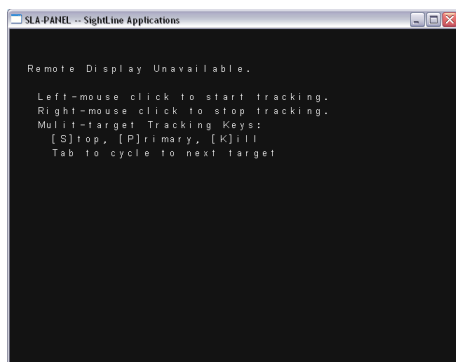 SLA-PANEL -- SightLine Applications
Remote Display Unavailable.
Left-mouse click to start tracking.
Right-mouse click to stop tracking.
Mulit-target Tracking Keys:
[S]top, [P]rimary, [K]ill
Tab to cycle to next target